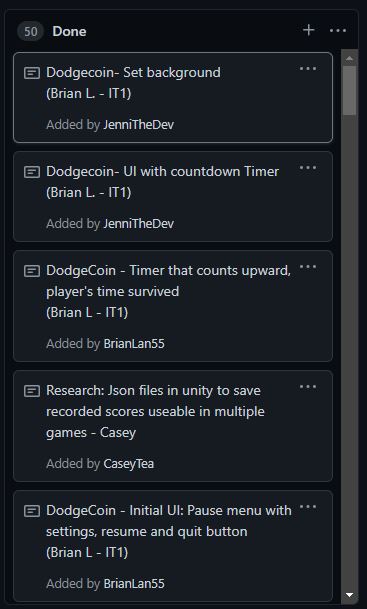 50 Done
Dodgecoin- Set background
(Brian L. - IT1)
Added by JenniTheDev
Dodgecoin- UI with countdown Timer
(Brian L. - IT1)
Added by JenniTheDev
DodgeCoin - Timer that counts upward,
player's time survived
(Brian L - IT1)
Added by BrianLan55
Research: Json files in unity to save
recorded scores useable in multiple
games - Casey
Added by CaseyTea
DodgeCoin - Initial UI: Pause menu with
settings, resume and quit button
(Brian L - IT1)
Added by BrianLan55